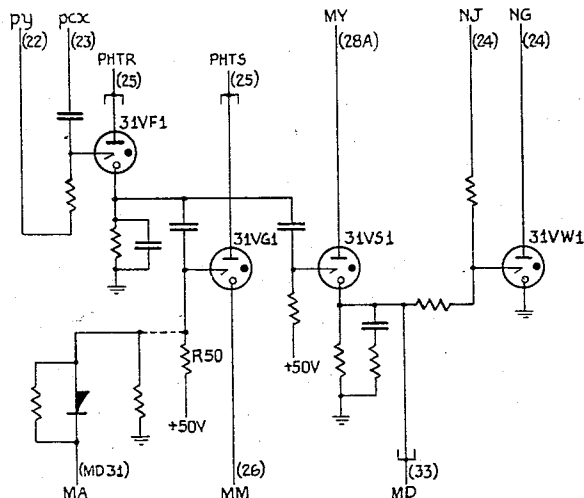 py pcx MY NJ NG
(22) (23) (28A) (24) (24)
PHTR PHTS
(25) (25)
31VF1
31VG1 31VS1 31VW1
R50
+50V +50V
(MD31) (26) (33)
MA MM MD